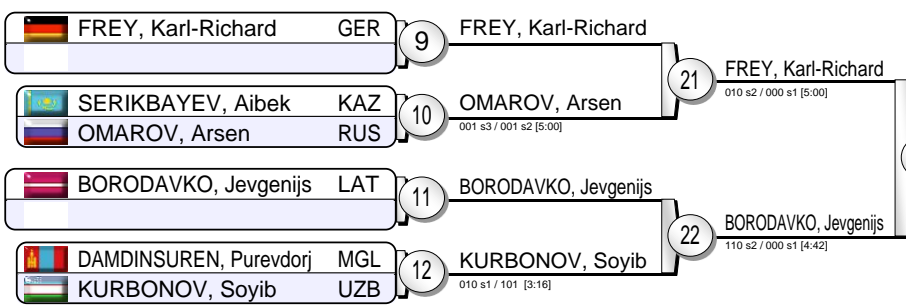 FREY, Karl-Richard GER
9
FREY, Karl-Richard
21
FREY, Karl-Richard
010 s2 / 000 s1 [5:00]
SERIKBAYEV, Aibek KAZ
OMAROV, Arsen RUS
10
OMAROV, Arsen
001 s3 / 001 s2 [5:00]
BORODAVKO, Jevgenijs LAT
11
BORODAVKO, Jevgenijs
22
BORODAVKO, Jevgenijs
110 s2 / 000 s1 [4:42]
DAMDINSUREN, Purevdorj MGL
KURBONOV, Soyib UZB
12
KURBONOV, Soyib
010 s1 / 101 [3:16]